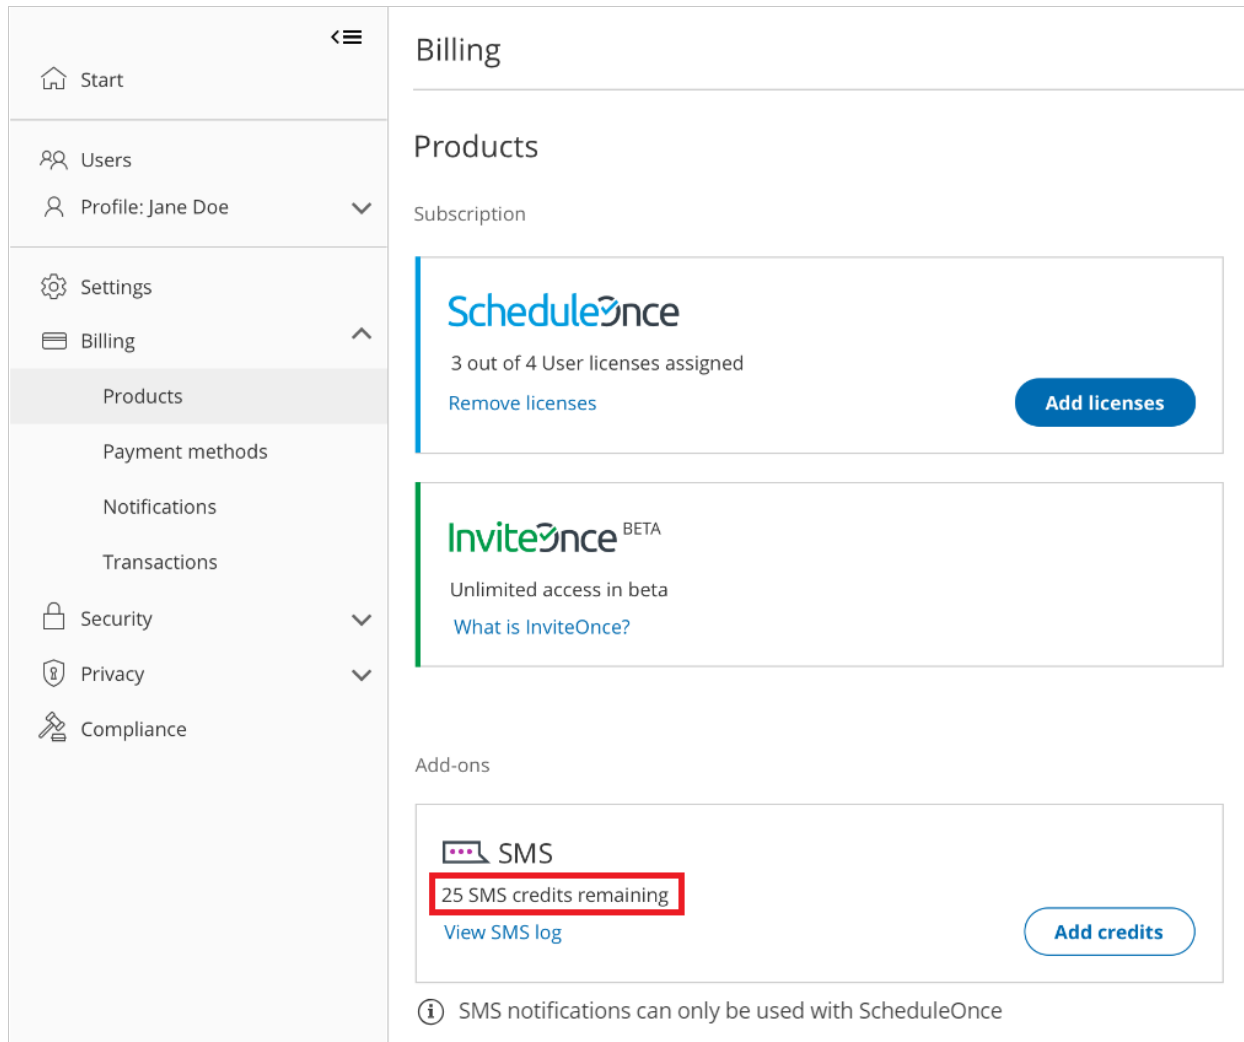 Start
Users
Profile: Jane Doe
Settings
Billing
Products
Payment methods
Notifications
Transactions
Security
Privacy
Compliance
Billing
Products
Subscription
ScheduleOnce
3 out of 4 User licenses assigned
Remove licenses
Add licenses
InviteOnce BETA
Unlimited access in beta
What is InviteOnce?
Add-ons
SMS
25 SMS credits remaining
View SMS log
Add credits
SMS notifications can only be used with ScheduleOnce